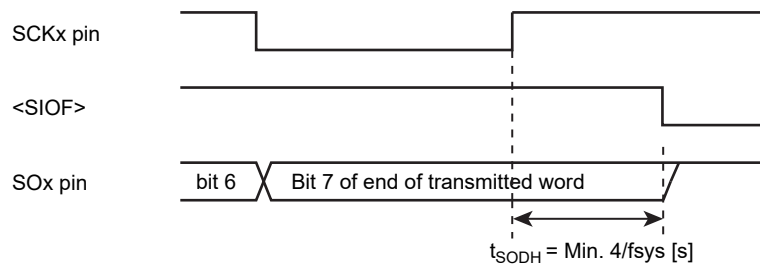 SCKx pin
<SIOF>
SOx pin
bit 6
Bit 7 of end of transmitted word
tSODH = Min. 4/fsys [s]